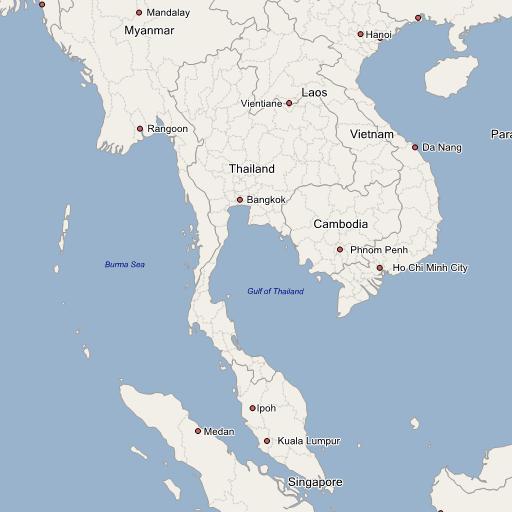 Mandalay
Myanmar
Hanoi
Laos
Vientiane
Rangoon
Vietnam
Para
Da Nang
Thailand
Bangkok
Cambodia
Phnom Penh
Burma Sea
Ho Chi Minh City
Gulf of Thailand
Ipoh
Medan
Kuala Lumpur
Singapore